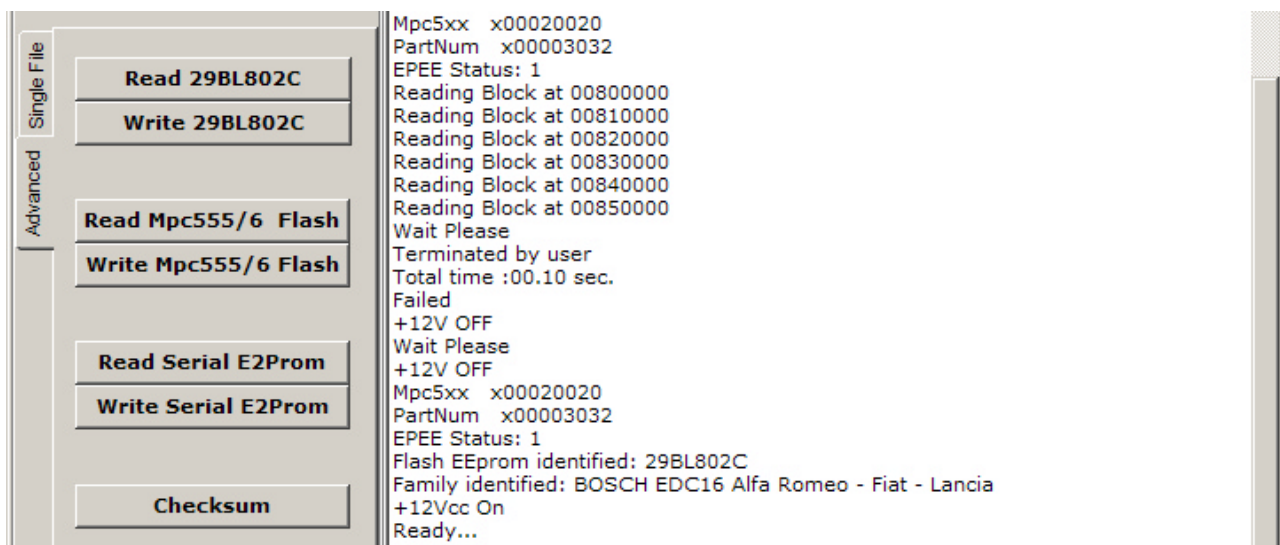 Single File
Advanced
Read 29BL802C
Write 29BL802C
Read Mpc555/6 Flash
Write Mpc555/6 Flash
Read Serial E2Prom
Write Serial E2Prom
Checksum
Mpc5xx x00020020
PartNum x00003032
EPEE Status: 1
Reading Block at 00800000
Reading Block at 00810000
Reading Block at 00820000
Reading Block at 00830000
Reading Block at 00840000
Reading Block at 00850000
Wait Please
Terminated by user
Total time :00.10 sec.
Failed
+12V OFF
Wait Please
+12V OFF
Mpc5xx x00020020
PartNum x00003032
EPEE Status: 1
Flash EEprom identified: 29BL802C
Family identified: BOSCH EDC16 Alfa Romeo - Fiat - Lancia
+12Vcc On
Ready...